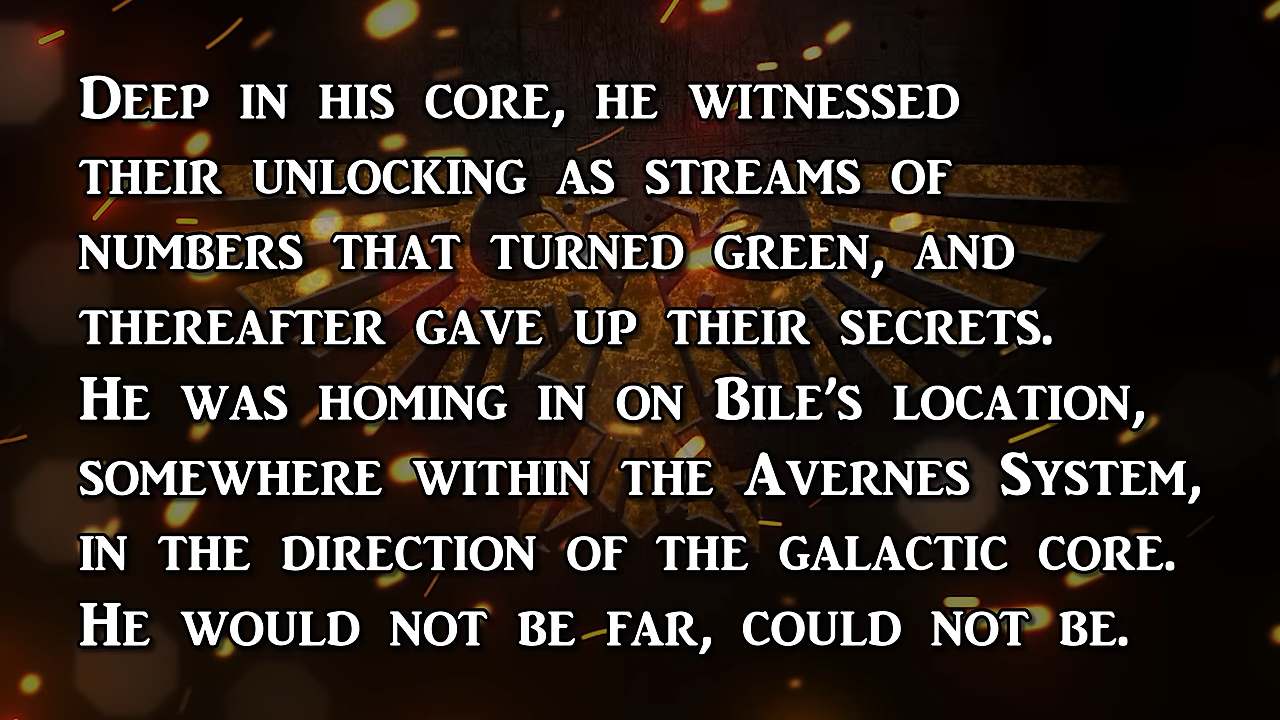 Deep in his core, he witnessed
their unlocking as streams of
numbers that turned green, and
thereafter gave up their secrets.
He was homing in on Bile’s location,
somewhere within the Avernes System,
in the direction of the galactic core.
He would not be far, could not be.